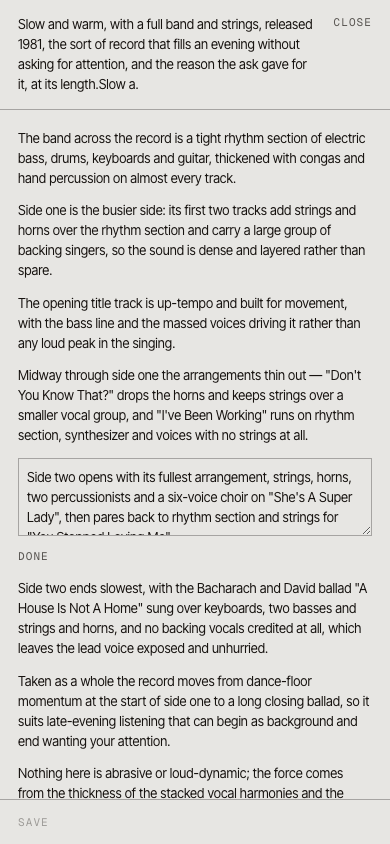 Slow and warm, with a full band and strings, released
CLOSE
1981, the sort of record that fills an evening without
asking for attention, and the reason the ask gave for
it, at its length.Slow a.
The band across the record is a tight rhythm section of electric
bass, drums, keyboards and guitar, thickened with congas and
hand percussion on almost every track.
Side one is the busier side: its first two tracks add strings and
horns over the rhythm section and carry a large group of
backing singers, so the sound is dense and layered rather than
spare.
The opening title track is up-tempo and built for movement,
with the bass line and the massed voices driving it rather than
any loud peak in the singing.
Midway through side one the arrangements thin out — "Don't
You Know That?" drops the horns and keeps strings over a
smaller vocal group, and "I've Been Working" runs on rhythm
section, synthesizer and voices with no strings at all.
Side two opens with its fullest arrangement, strings, horns,
two percussionists and a six-voice choir on "She's A Super
Lady", then pares back to rhythm section and strings for
"You Stopped Loving Me"
DONE
Side two ends slowest, with the Bacharach and David ballad "A
House Is Not A Home" sung over keyboards, two basses and
strings and horns, and no backing vocals credited at all, which
leaves the lead voice exposed and unhurried.
Taken as a whole the record moves from dance-floor
momentum at the start of side one to a long closing ballad, so it
suits late-evening listening that can begin as background and
end wanting your attention.
Nothing here is abrasive or loud-dynamic; the force comes
from the thickness of the stacked vocal harmonies and the
SAVE